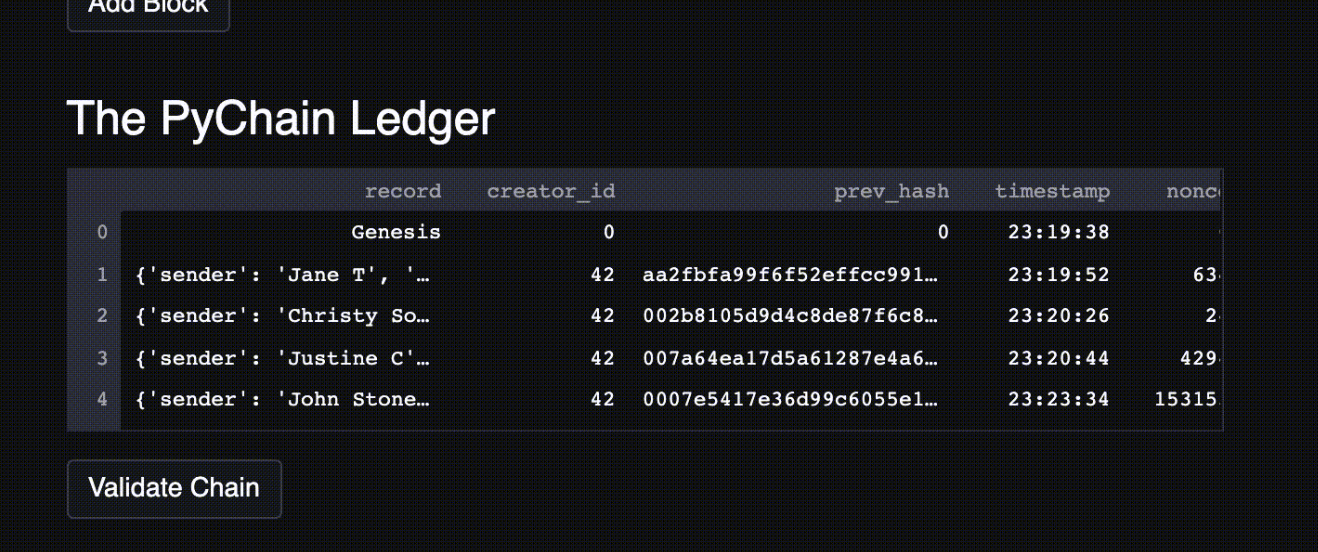 Add Block
The PyChain Ledger
record creator_id prev_hash timestamp nonce
0 Genesis 0 0 23:19:38
1 {'sender': 'Jane T', '… 42 aa2fbfa99f6f52effcc991… 23:19:52 63
2 {'sender': 'Christy So… 42 002b8105d9d4c8de87f6c8… 23:20:26 2
3 {'sender': 'Justine C'… 42 007a64ea17d5a61287e4a6… 23:20:44 429
4 {'sender': 'John Stone… 42 0007e5417e36d99c6055e1… 23:23:34 15315
Validate Chain